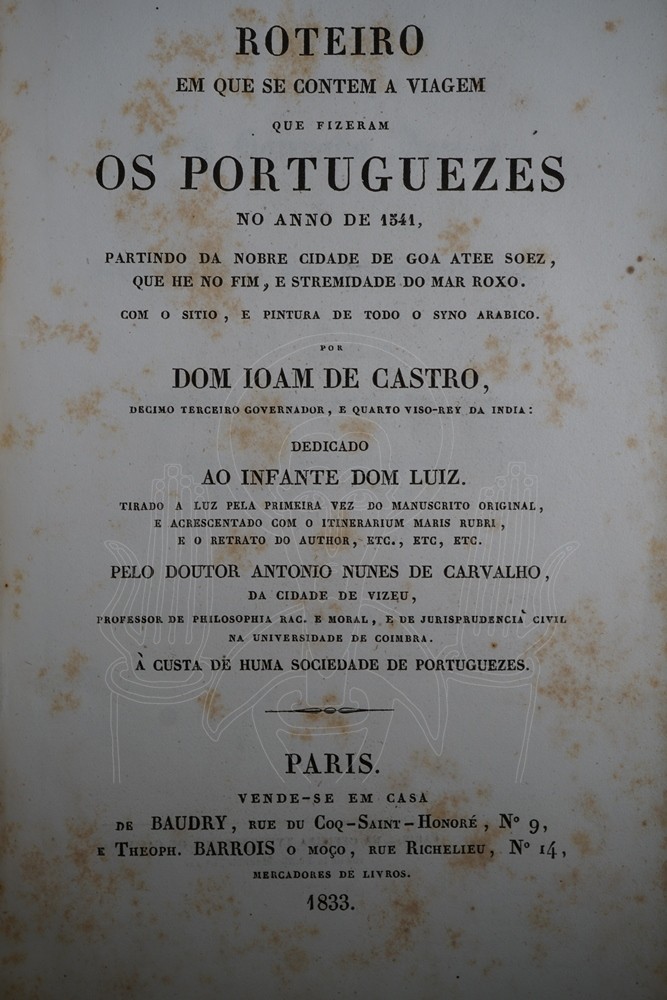 ROTEIRO
EM QUE SE CONTEM A VIAGEM
QUE FIZERAM
OS PORTUGUEZES
NO ANNO DE 1541,
PARTINDO DA NOBRE CIDADE DE GOA ATEE SOEZ,
QUE HE NO FIM, E STREMIDADE DO MAR ROXO.
COM O SITIO, E PINTURA DE TODO O SYNO ARABICO.
POR
DOM IOAM DE CASTRO,
DECIMO TERCEIRO GOVERNADOR, E QUARTO VISO-REY DA INDIA:
DEDICADO
AO INFANTE DOM LUIZ.
TIRADO A LUZ PELA PRIMEIRA VEZ DO MANUSCRITO ORIGINAL,
E ACRESCENTADO COM O ITINERARIUM MARIS RUBRI,
E O RETRATO DO AUTHOR, ETC., ETC, ETC.
PELO DOUTOR ANTONIO NUNES DE CARVALHO,
DA CIDADE DE VIZEU,
PROFESSOR DE PHILOSOPHIA RAC. E MORAL, E DE JURISPRUDENCIA CIVIL
NA UNIVERSIDADE DE COIMBRA.
À CUSTA DE HUMA SOCIEDADE DE PORTUGUEZES.
PARIS.
VENDE-SE EM CASA
DE BAUDRY, RUE DU COQ-SAINT-HONORÉ, Nº 9,
E THEOPH. BARROIS O MOÇO, RUE RICHELIEU, Nº 14,
MERCADORES DE LIVROS.
1833.